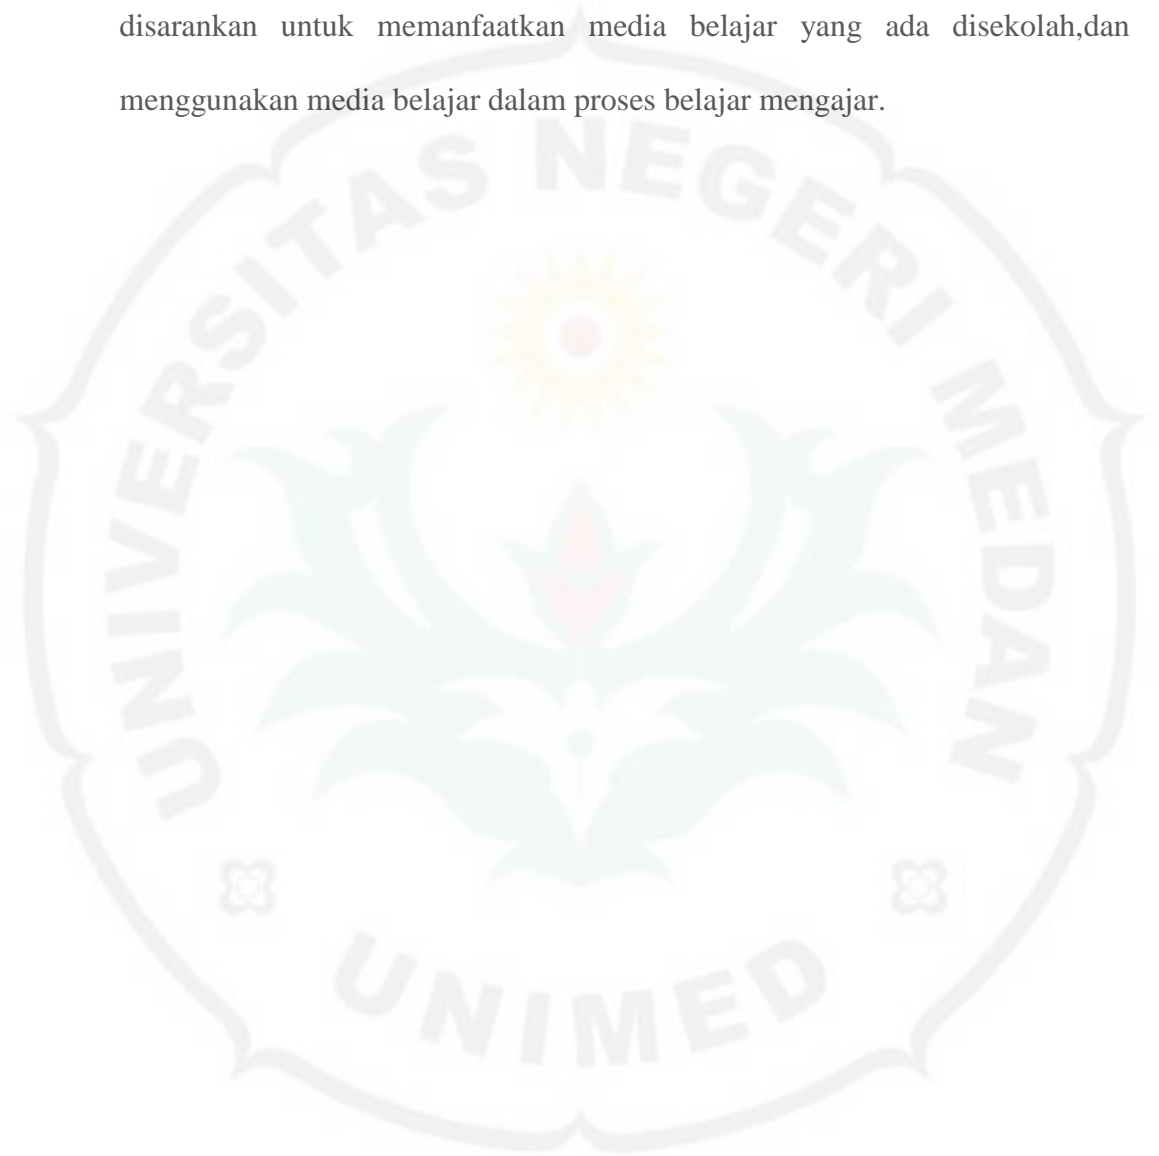 disarankan untuk memanfaatkan media belajar yang ada disekolah,dan
menggunakan media belajar dalam proses belajar mengajar.
UNIVERSITAS NEGERI MEDAN
UNIMED